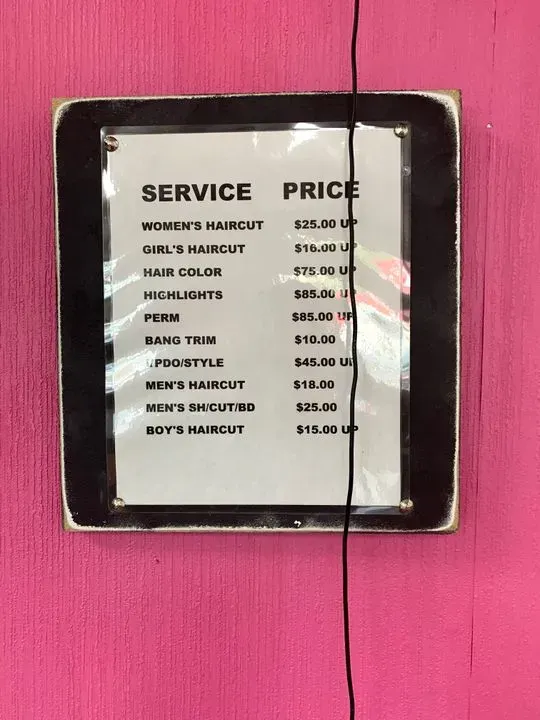 SERVICE PRICE
WOMEN'S HAIRCUT $25.00 UP
GIRL'S HAIRCUT $16.00 UP
HAIR COLOR $75.00 UP
HIGHLIGHTS $85.00 UP
PERM $85.00 UP
BANG TRIM $10.00
UPDO/STYLE $45.00 UP
MEN'S HAIRCUT $18.00
MEN'S SH/CUT/BD $25.00
BOY'S HAIRCUT $15.00 UP